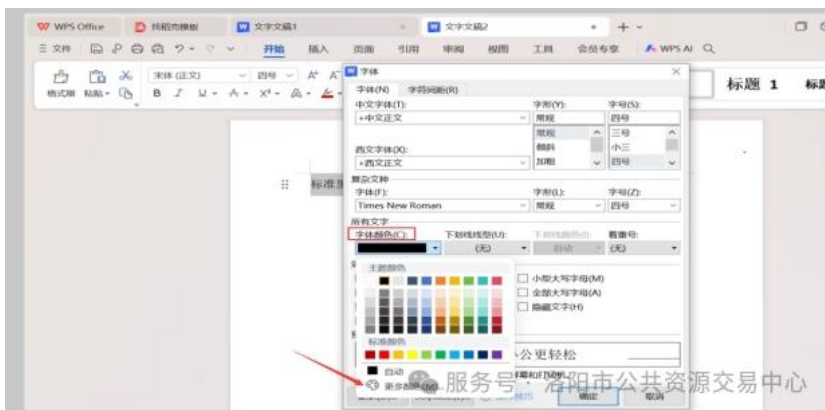 WPS Office 找稻壳模板 文字文稿1 文字文稿2
三 文件 开始 插入 页面 引用 审阅 视图 工具 会员专享 WPS AI
格式刷 粘贴 宋体 (正文) 四号 A⁺ 标题 1 标题
B I U A X² A
字体
字体(N) 字符间距(R)
中文字体(T): 字形(Y): 字号(S):
+中文正文 常规 四号
常规 三号
倾斜 小三
西文字体(X): 加粗 四号
+西文正文
复杂文种
字体(F): 字形(L): 字号(Z):
Times New Roman 常规 四号
所有文字
字体颜色(C): 下划线线型(U): 下划线颜色(I): 着重号:
(无) 自动 (无)
主题颜色
小型大写字母(M)
全部大写字母(A)
隐藏文字(H)
标准颜色
公更轻松
自动
更多颜色(M)...
确定 取消
标准黑
服务号 · 洛阳市公共资源交易中心